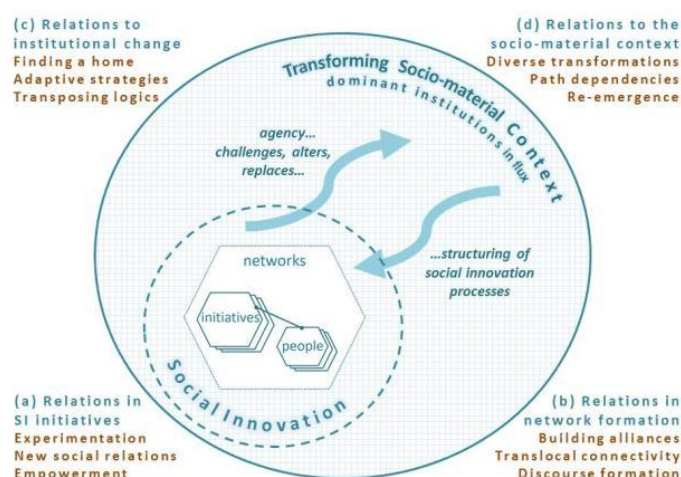 (c) Relations to
institutional change
Finding a home
Adaptive strategies
Transposing logics
(d) Relations to the
socio-material context
Diverse transformations
Path dependencies
Re-emergence
Transforming Socio-material Context
dominant institutions in flux
agency...
challenges, alters,
replaces...
...structuring of
social innovation
processes
networks
initiatives
people
Social Innovation
(a) Relations in
SI initiatives
Experimentation
New social relations
Empowerment
(b) Relations in
network formation
Building alliances
Translocal connectivity
Discourse formation